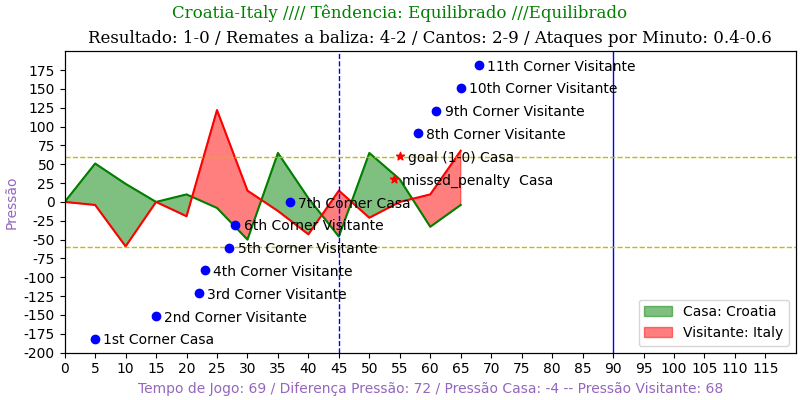 Croatia-Italy //// Têndencia: Equilibrado ///Equilibrado
Resultado: 1-0 / Remates a baliza: 4-2 / Cantos: 2-9 / Ataques por Minuto: 0.4-0.6
175
150
125
100
75
50
25
0
-25
-50
-75
-100
-125
-150
-175
-200
Pressão
11th Corner Visitante
10th Corner Visitante
9th Corner Visitante
8th Corner Visitante
goal (1-0) Casa
missed_penalty  Casa
7th Corner Casa
6th Corner Visitante
5th Corner Visitante
4th Corner Visitante
3rd Corner Visitante
2nd Corner Visitante
1st Corner Casa
Casa: Croatia
Visitante: Italy
0 5 10 15 20 25 30 35 40 45 50 55 60 65 70 75 80 85 90 95 100 105 110 115
Tempo de Jogo: 69 / Diferença Pressão: 72 / Pressão Casa: -4 -- Pressão Visitante: 68